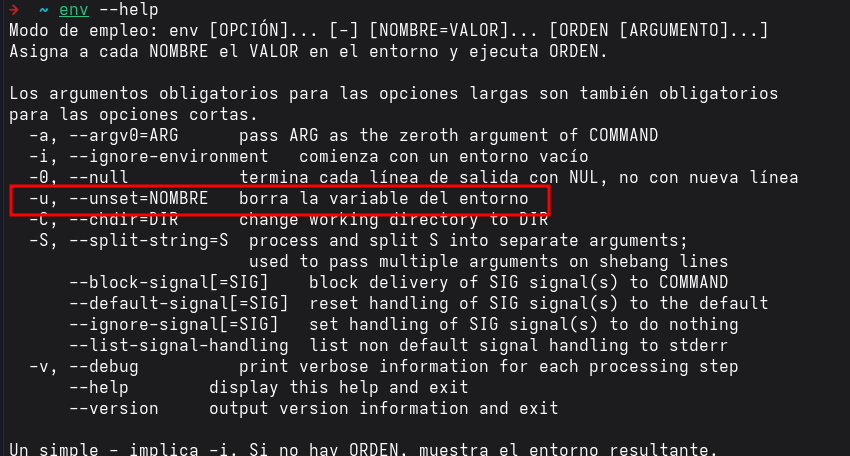 → ~ env --help
Modo de empleo: env [OPCIÓN]... [-] [NOMBRE=VALOR]... [ORDEN [ARGUMENTO]...]
Asigna a cada NOMBRE el VALOR en el entorno y ejecuta ORDEN.
Los argumentos obligatorios para las opciones largas son también obligatorios
para las opciones cortas.
-a, --argv0=ARG pass ARG as the zeroth argument of COMMAND
-i, --ignore-environment comienza con un entorno vacío
-0, --null termina cada línea de salida con NUL, no con nueva línea
-u, --unset=NOMBRE borra la variable del entorno
-C, --chdir=DIR change working directory to DIR
-S, --split-string=S process and split S into separate arguments;
used to pass multiple arguments on shebang lines
--block-signal[=SIG] block delivery of SIG signal(s) to COMMAND
--default-signal[=SIG] reset handling of SIG signal(s) to the default
--ignore-signal[=SIG] set handling of SIG signal(s) to do nothing
--list-signal-handling list non default signal handling to stderr
-v, --debug print verbose information for each processing step
--help display this help and exit
--version output version information and exit
Un simple - implica -i. Si no hay ORDEN, muestra el entorno resultante.